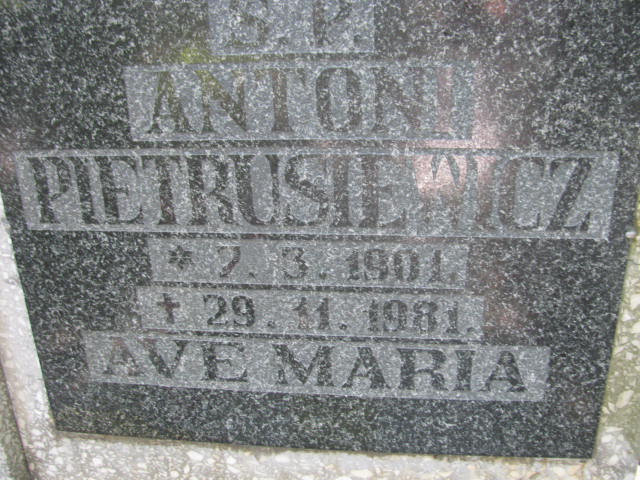 Ś.P.
ANTONI
PIETRUSIEWICZ
* 7. 3. 1901.
† 29. 11. 1981.
AVE MARIA